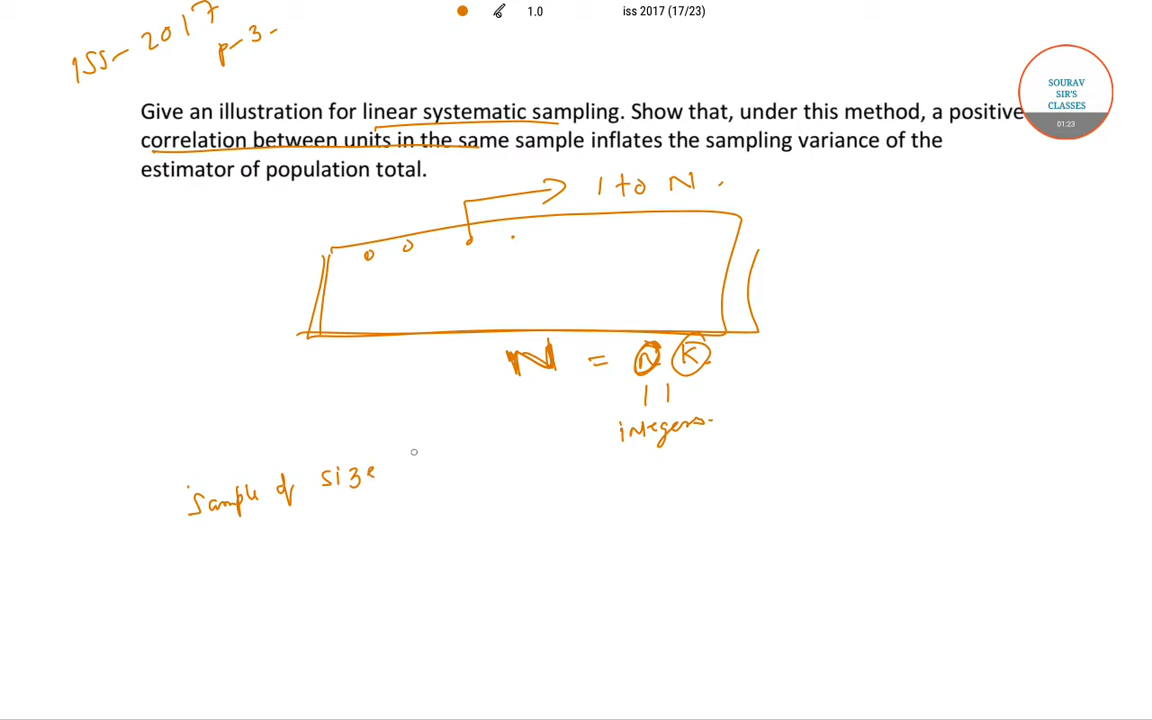 1.0 iss 2017 (17/23)
ISS- 2017
p-3-
SOURAV
SIR'S
CLASSES
01:23
Give an illustration for linear systematic sampling. Show that, under this method, a positive
correlation between units in the same sample inflates the sampling variance of the
estimator of population total.
1 to N.
N = n K
integers.
Sample of size